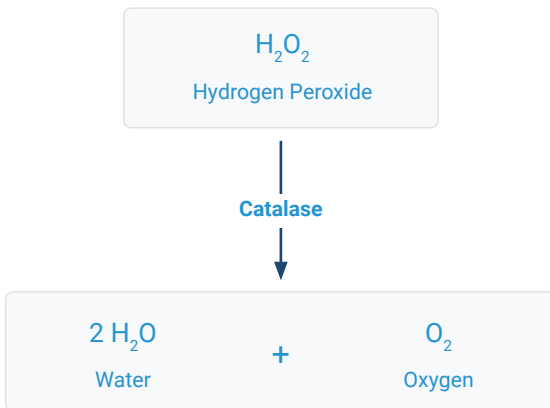 H₂O₂
Hydrogen Peroxide
Catalase
2 H₂O + O₂
Water Oxygen